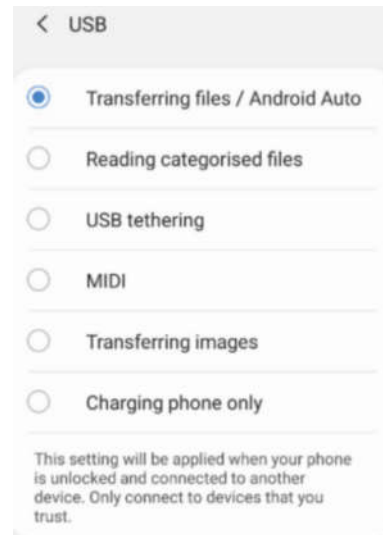 USB
Transferring files / Android Auto
Reading categorised files
USB tethering
MIDI
Transferring images
Charging phone only
This setting will be applied when your phone
is unlocked and connected to another
device. Only connect to devices that you
trust.